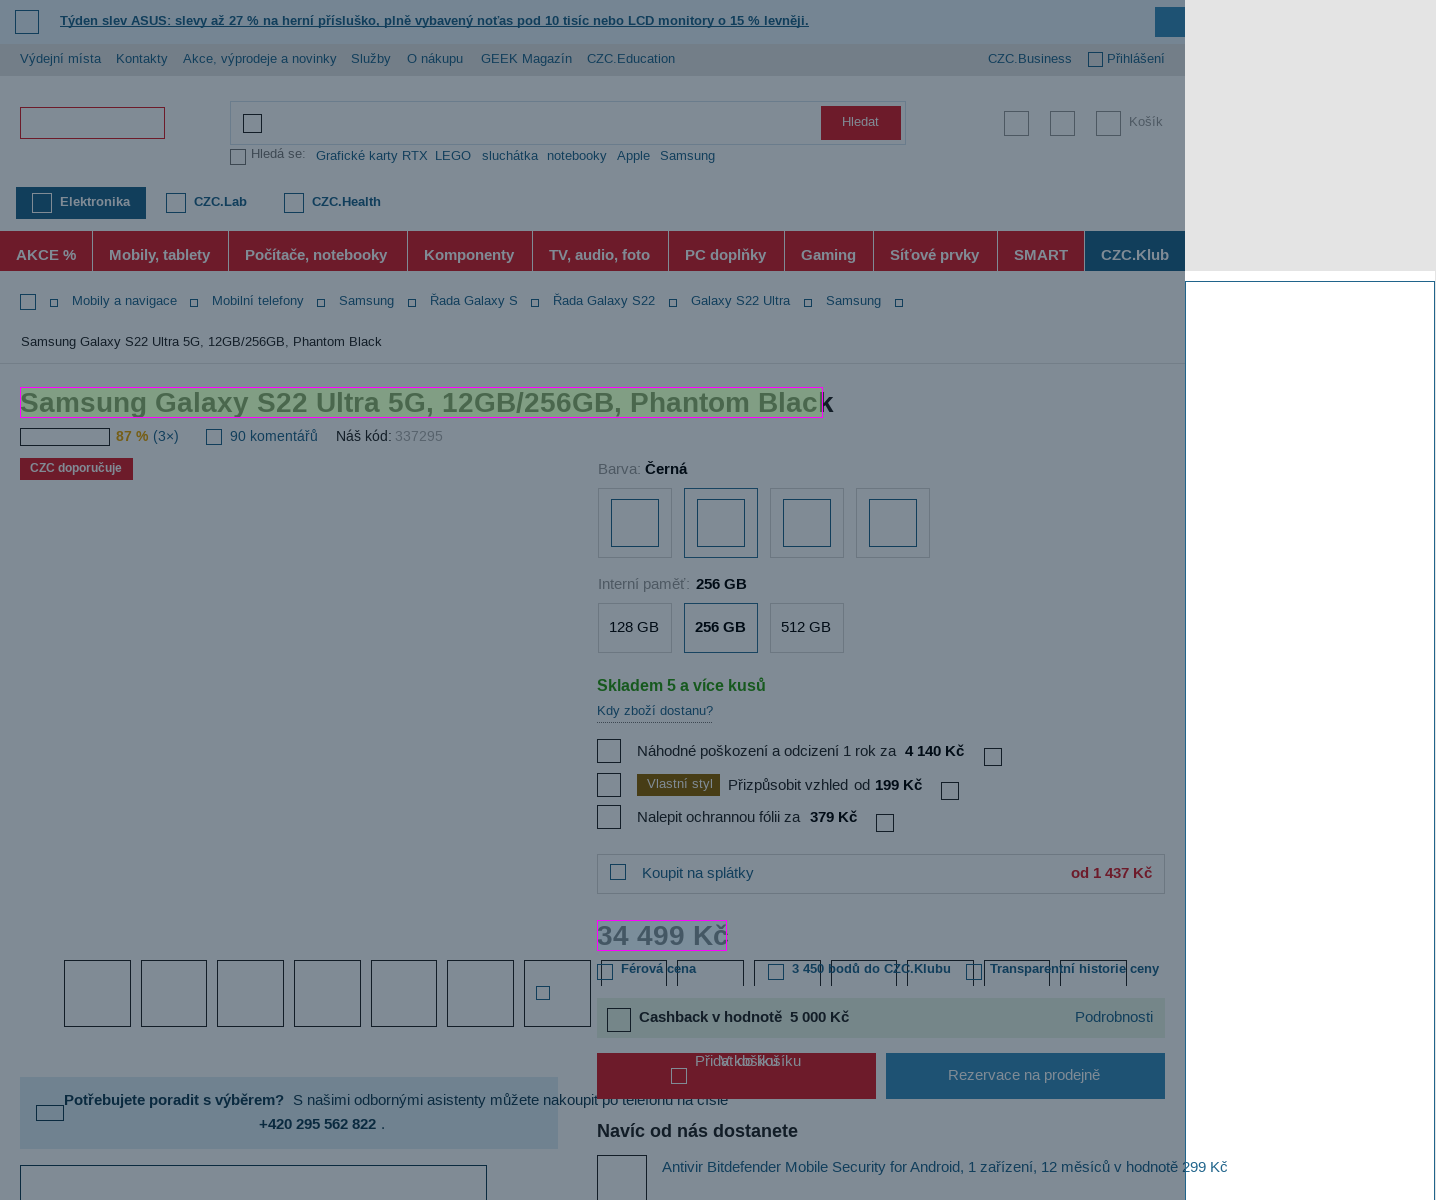 Týden slev ASUS: slevy až 27 % na herní přísluško, plně vybavený noťas pod 10 tisíc nebo LCD monitory o 15 % levněji.
Výdejní místa Kontakty Akce, výprodeje a novinky Služby O nákupu GEEK Magazín CZC.Education CZC.Business Přihlášení
Hledat Košík
Hledá se: Grafické karty RTX LEGO sluchátka notebooky Apple Samsung
Elektronika CZC.Lab CZC.Health
AKCE % Mobily, tablety Počítače, notebooky Komponenty TV, audio, foto PC doplňky Gaming Síťové prvky SMART CZC.Klub
Mobily a navigace Mobilní telefony Samsung Řada Galaxy S Řada Galaxy S22 Galaxy S22 Ultra Samsung
Samsung Galaxy S22 Ultra 5G, 12GB/256GB, Phantom Black
Samsung Galaxy S22 Ultra 5G, 12GB/256GB, Phantom Black
87 % (3×) 90 komentářů Náš kód: 337295
CZC doporučuje
Barva: Černá
Interní paměť: 256 GB
128 GB 256 GB 512 GB
Skladem 5 a více kusů
Kdy zboží dostanu?
Náhodné poškození a odcizení 1 rok za 4 140 Kč
Vlastní styl Přizpůsobit vzhled od 199 Kč
Nalepit ochrannou fólii za 379 Kč
Koupit na splátky od 1 437 Kč
34 499 Kč
Férová cena 3 450 bodů do CZC.Klubu Transparentní historie ceny
Cashback v hodnotě 5 000 Kč Podrobnosti
Přidat do košíku V košíku
Rezervace na prodejně
Potřebujete poradit s výběrem? S našimi odbornými asistenty můžete nakoupit po telefonu na čísle
+420 295 562 822 .
Navíc od nás dostanete
Antivir Bitdefender Mobile Security for Android, 1 zařízení, 12 měsíců v hodnotě 299 Kč